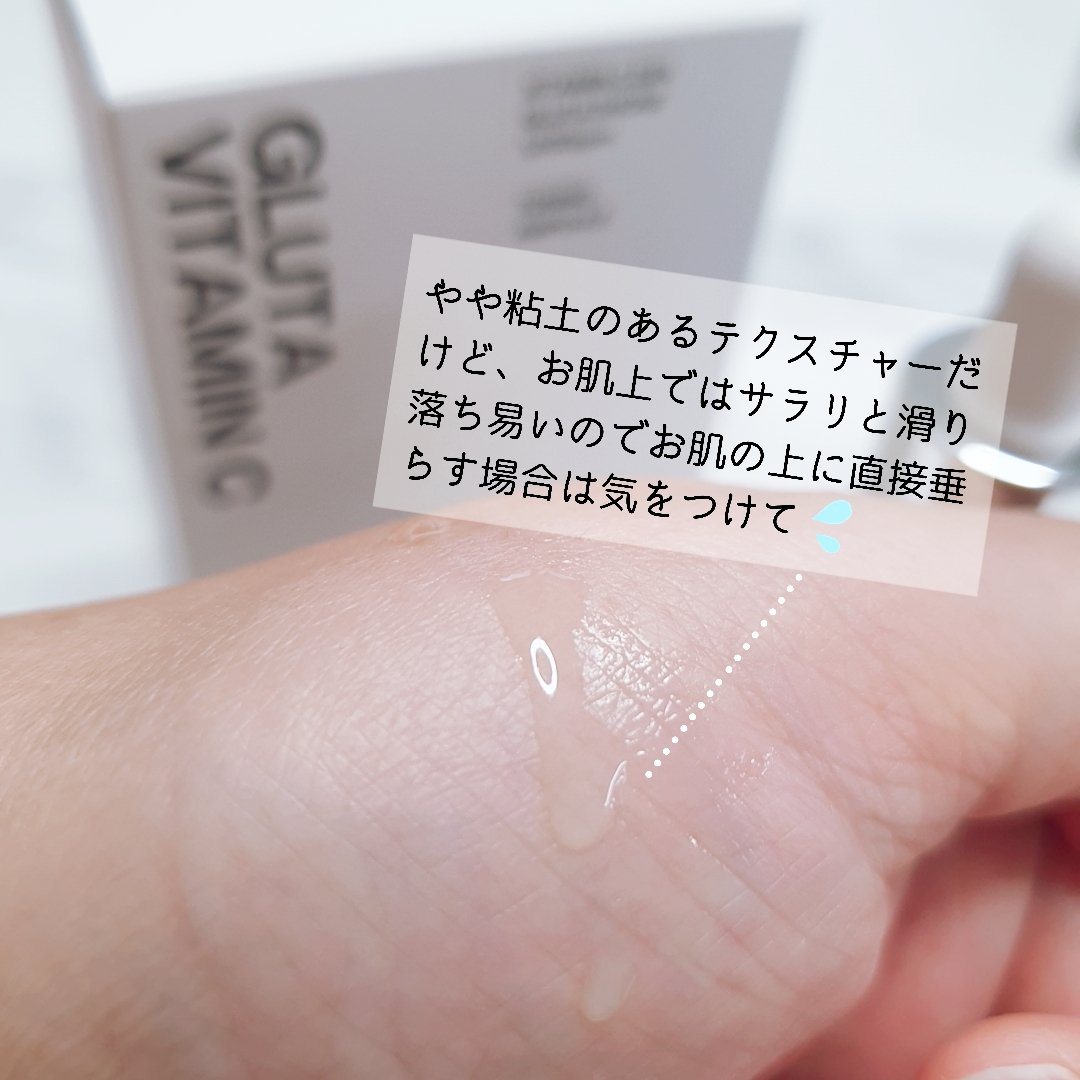 GLUTA
VITAMIN C
やや粘土のあるテクスチャーだ
けど、お肌上ではサラリと滑り
落ち易いのでお肌の上に直接垂
らす場合は気をつけて💦